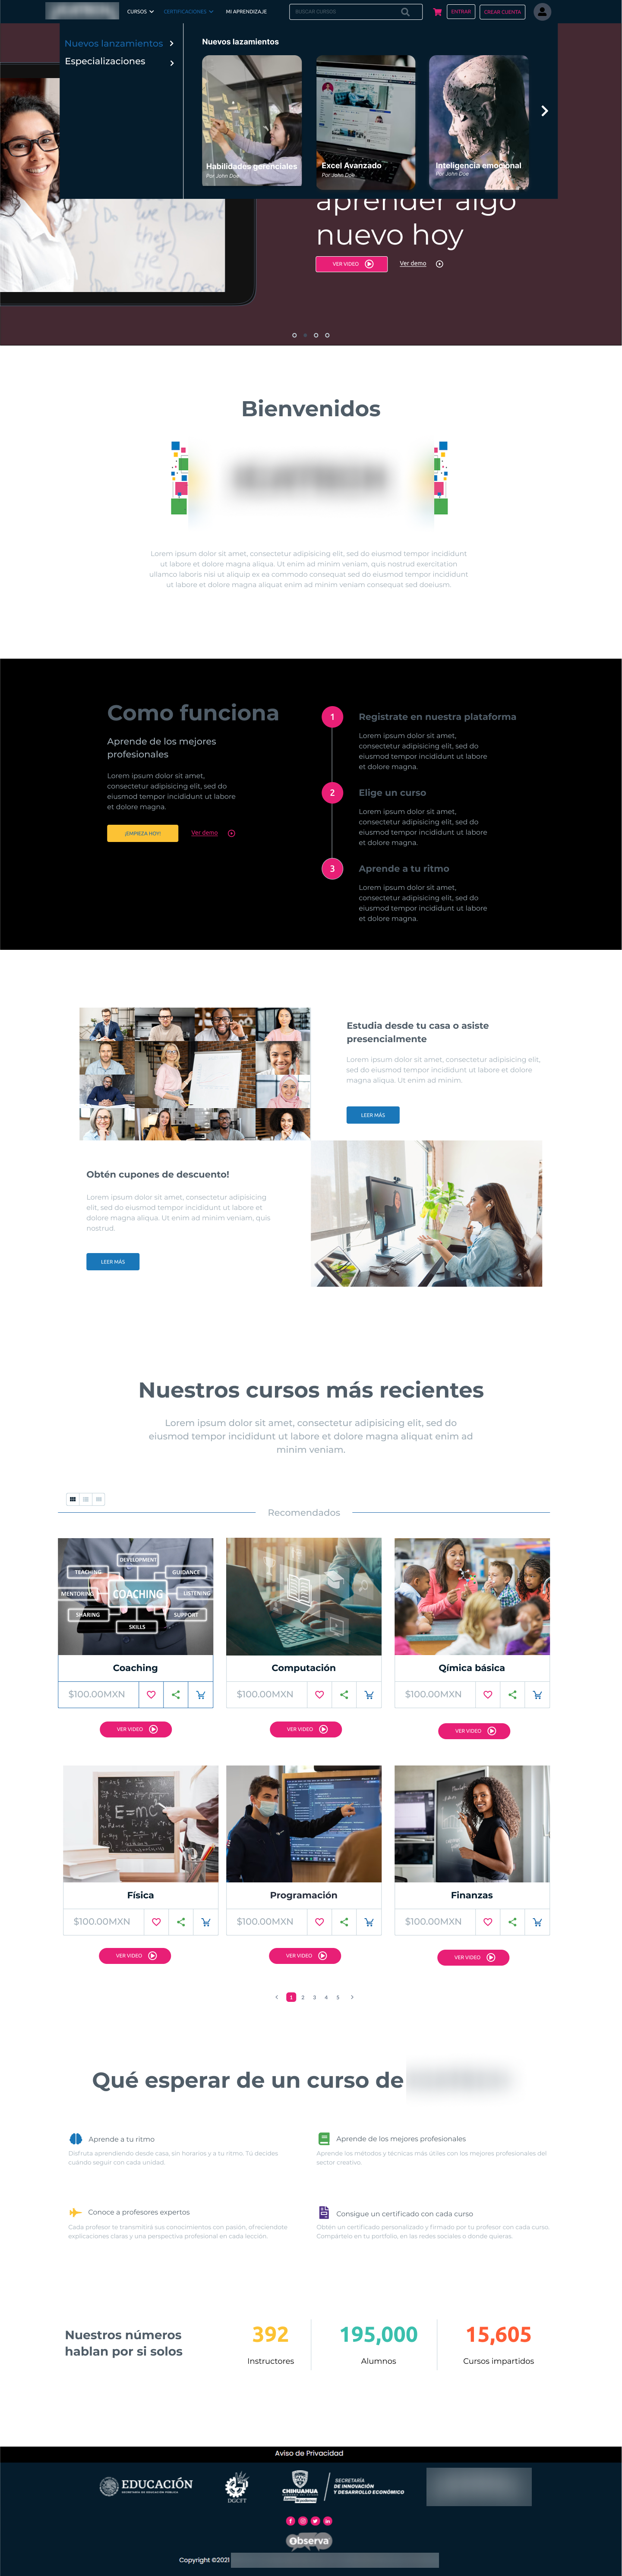 CURSOS
CERTIFICACIONES
MI APRENDIZAJE
BUSCAR CURSOS
ENTRAR
CREAR CUENTA
Nuevos lanzamientos
Especializaciones
Nuevos lazamientos
Habilidades gerenciales
Por John Doe
Excel Avanzado
Por John Doe
Inteligencia emocional
Por John Doe
aprender algo
nuevo hoy
VER VIDEO
Ver demo
Bienvenidos
Lorem ipsum dolor sit amet, consectetur adipisicing elit, sed do eiusmod tempor incididunt
ut labore et dolore magna aliqua. Ut enim ad minim veniam, quis nostrud exercitation
ullamco laboris nisi ut aliquip ex ea commodo consequat sed do eiusmod tempor incididunt
ut labore et dolore magna aliquat enim ad minim veniam consequat sed doeiusm.
Como funciona
Aprende de los mejores
profesionales
Lorem ipsum dolor sit amet,
consectetur adipisicing elit, sed do
eiusmod tempor incididunt ut labore
et dolore magna.
¡EMPIEZA HOY!
Ver demo
1
Registrate en nuestra plataforma
Lorem ipsum dolor sit amet,
consectetur adipisicing elit, sed do
eiusmod tempor incididunt ut labore
et dolore magna.
2
Elige un curso
Lorem ipsum dolor sit amet,
consectetur adipisicing elit, sed do
eiusmod tempor incididunt ut labore
et dolore magna.
3
Aprende a tu ritmo
Lorem ipsum dolor sit amet,
consectetur adipisicing elit, sed do
eiusmod tempor incididunt ut labore
et dolore magna.
Estudia desde tu casa o asiste
presencialmente
Lorem ipsum dolor sit amet, consectetur adipisicing elit,
sed do eiusmod tempor incididunt ut labore et dolore
magna aliqua. Ut enim ad minim
LEER MÁS
Obtén cupones de descuento!
Lorem ipsum dolor sit amet, consectetur adipisicing
elit, sed do eiusmod tempor incididunt ut labore et
dolore magna aliqua. Ut enim ad minim veniam, quis
nostrud.
LEER MÁS
Nuestros cursos más recientes
Lorem ipsum dolor sit amet, consectetur adipisicing elit, sed do
eiusmod tempor incididunt ut labore et dolore magna aliquat enim ad
minim veniam.
Recomendados
DEVELOPMENT
TEACHING
GUIDANCE
MENTORING
COACHING
LISTENING
SHARING
SUPPORT
SKILLS
Coaching
$100.00MXN
VER VIDEO
Computación
$100.00MXN
VER VIDEO
Qímica básica
$100.00MXN
VER VIDEO
E=MC²
Física
$100.00MXN
VER VIDEO
Programación
$100.00MXN
VER VIDEO
Finanzas
$100.00MXN
VER VIDEO
1 2 3 4 5
Qué esperar de un curso de
Aprende a tu ritmo
Disfruta aprendiendo desde casa, sin horarios y a tu ritmo. Tú decides
cuándo seguir con cada unidad.
Aprende de los mejores profesionales
Aprende los métodos y técnicas más útiles con los mejores profesionales del
sector creativo.
Conoce a profesores expertos
Cada profesor te transmitirá sus conocimientos con pasión, ofreciéndote
explicaciones claras y una perspectiva profesional en cada lección.
Consigue un certificado con cada curso
Obtén un certificado personalizado y firmado por tu profesor con cada curso.
Compártelo en tu portfolio, en las redes sociales o donde quieras.
Nuestros números
hablan por si solos
392
Instructores
195,000
Alumnos
15,605
Cursos impartidos
Aviso de Privacidad
EDUCACIÓN
SECRETARÍA DE EDUCACIÓN PÚBLICA
DGCFT
CHIHUAHUA
SECRETARÍA
DE INNOVACIÓN
Y DESARROLLO ECONÓMICO
observa
Copyright ©2021